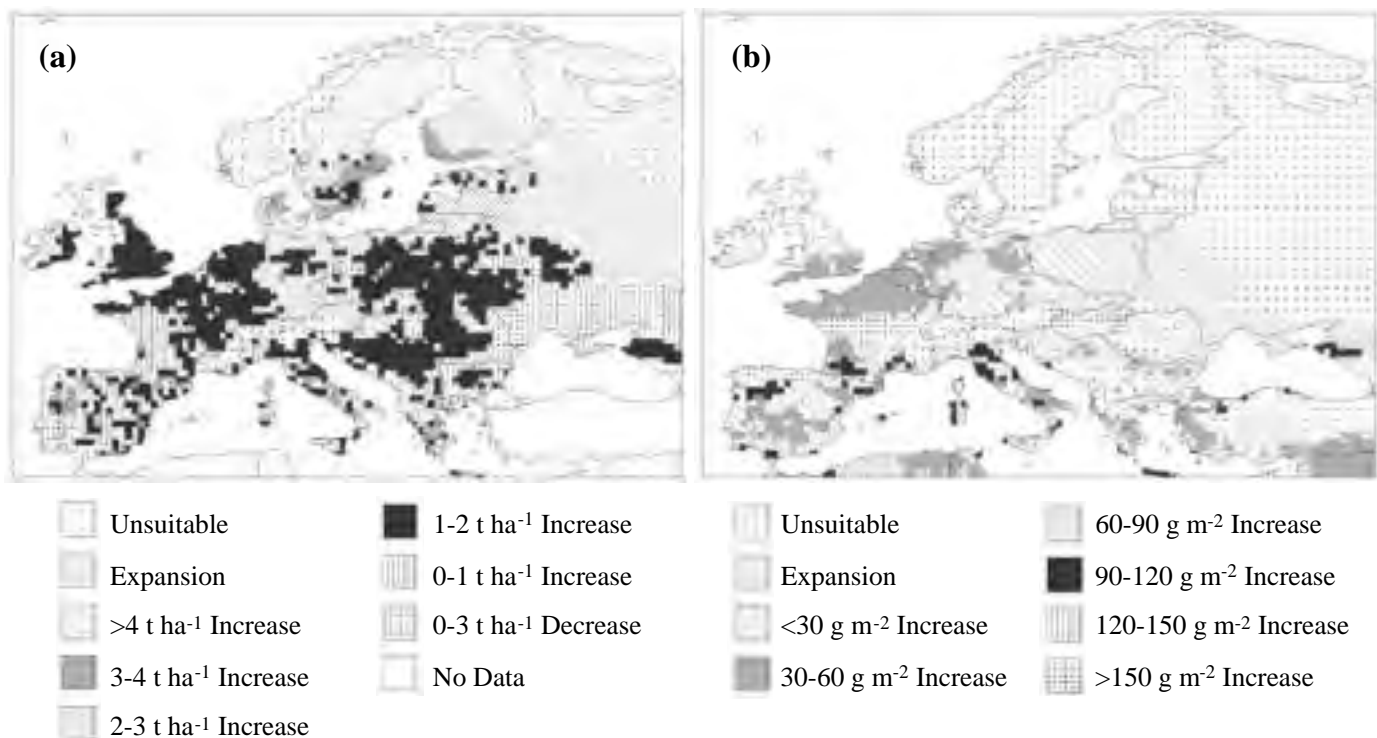 (a)
(b)
Unsuitable
Expansion
>4 t ha-1 Increase
3-4 t ha-1 Increase
2-3 t ha-1 Increase
1-2 t ha-1 Increase
0-1 t ha-1 Increase
0-3 t ha-1 Decrease
No Data
Unsuitable
Expansion
<30 g m-2 Increase
30-60 g m-2 Increase
60-90 g m-2 Increase
90-120 g m-2 Increase
120-150 g m-2 Increase
>150 g m-2 Increase